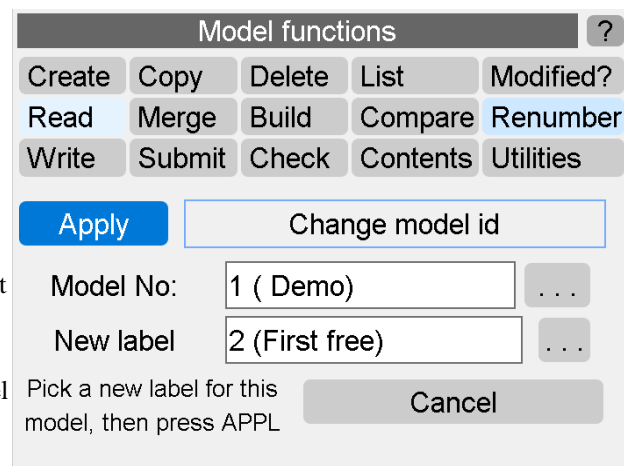 Model functions ?
Create Copy Delete List Modified?
Read Merge Build Compare Renumber
Write Submit Check Contents Utilities
Apply Change model id
t Model No: 1 ( Demo) . . .
New label 2 (First free) . . .
el Pick a new label for this
model, then press APPL
Cancel